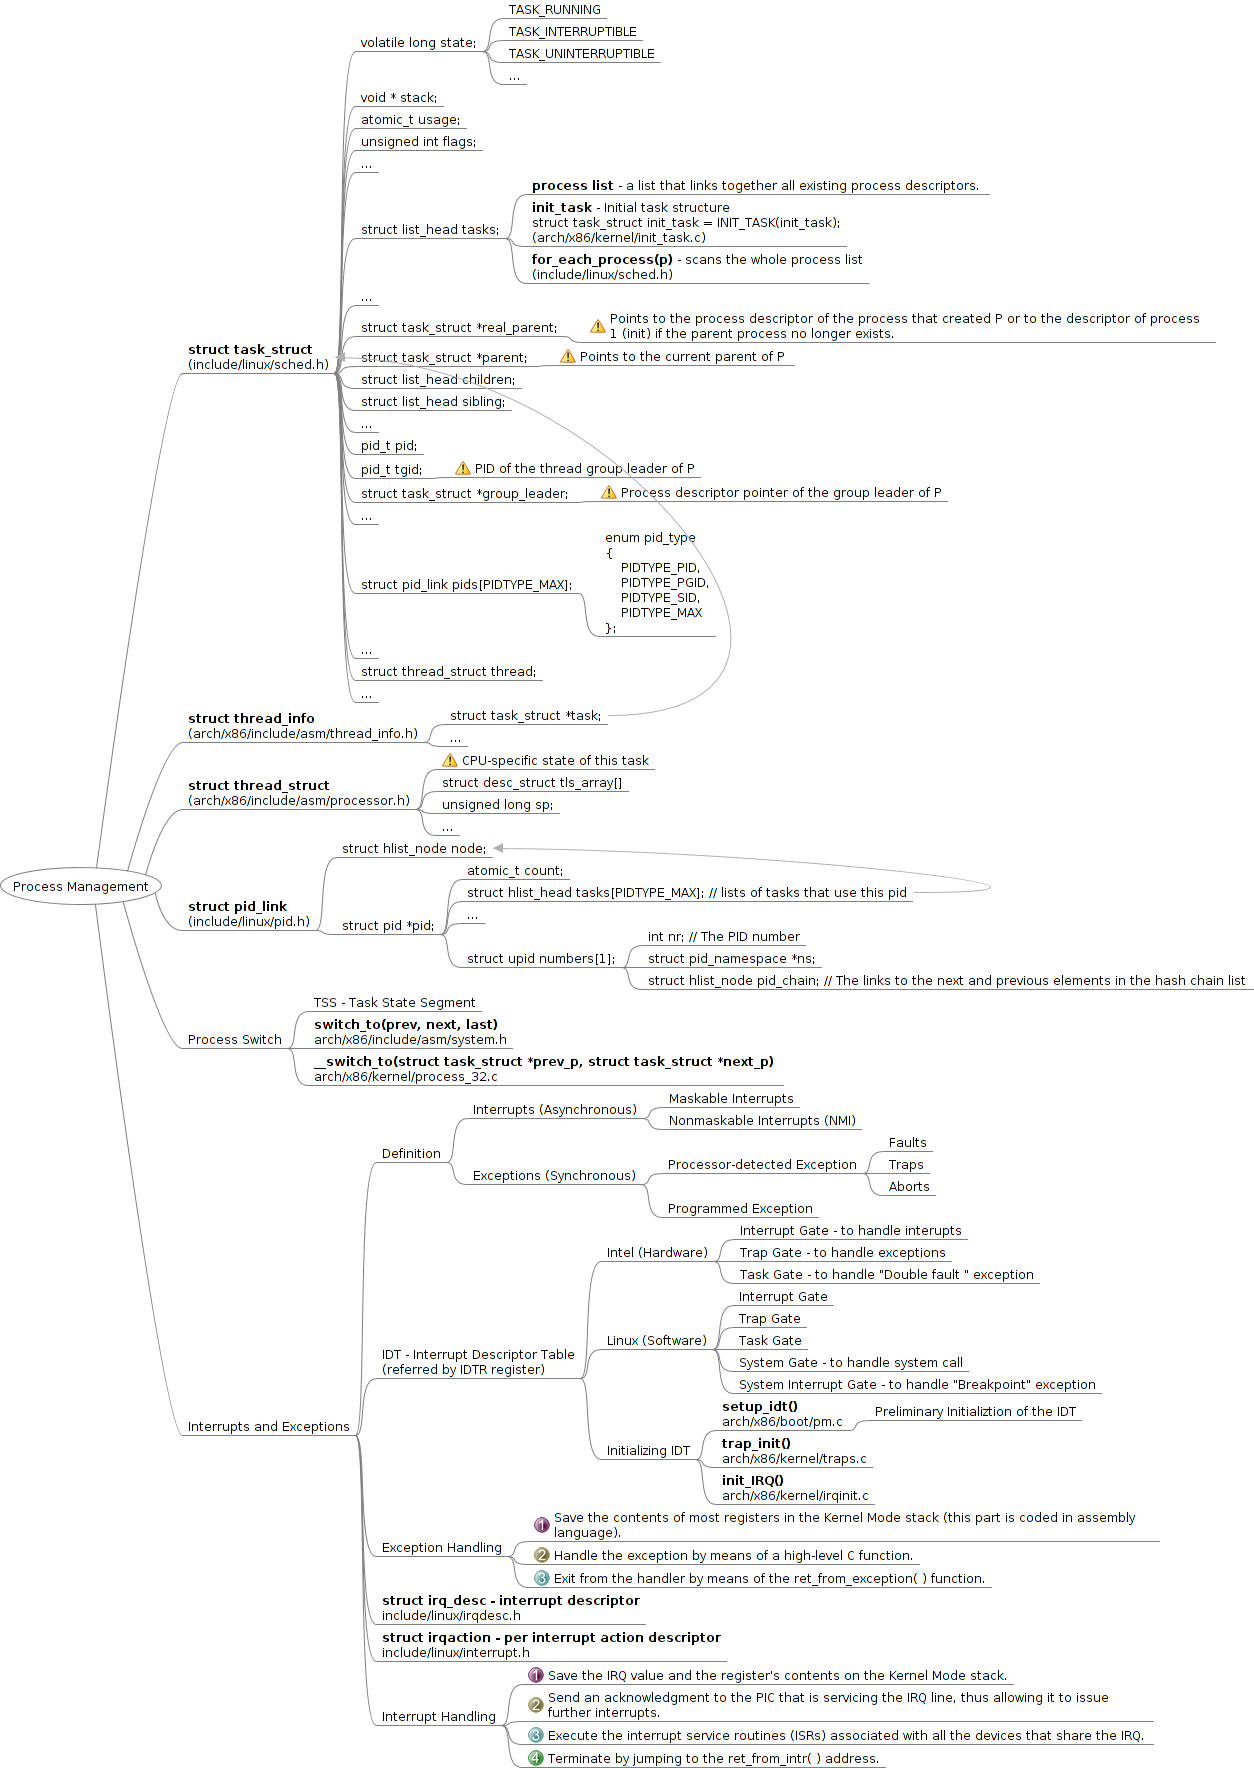 TASK_RUNNING
TASK_INTERRUPTIBLE
volatile long state;
TASK_UNINTERRUPTIBLE
...
void * stack;
atomic_t usage;
unsigned int flags;
...
process list - a list that links together all existing process descriptors.
init_task - Initial task structure
struct task_struct init_task = INIT_TASK(init_task);
(arch/x86/kernel/init_task.c)
struct list_head tasks;
for_each_process(p) - scans the whole process list
(include/linux/sched.h)
...
struct task_struct *real_parent;
Points to the process descriptor of the process that created P or to the descriptor of process
1 (init) if the parent process no longer exists.
struct task_struct
(include/linux/sched.h)
struct task_struct *parent;
Points to the current parent of P
struct list_head children;
struct list_head sibling;
...
pid_t pid;
pid_t tgid;
PID of the thread group leader of P
struct task_struct *group_leader;
Process descriptor pointer of the group leader of P
...
struct pid_link pids[PIDTYPE_MAX];
enum pid_type
{
PIDTYPE_PID,
PIDTYPE_PGID,
PIDTYPE_SID,
PIDTYPE_MAX
};
...
struct thread_struct thread;
...
struct thread_info
(arch/x86/include/asm/thread_info.h)
struct task_struct *task;
...
struct thread_struct
(arch/x86/include/asm/processor.h)
CPU-specific state of this task
struct desc_struct tls_array[]
unsigned long sp;
...
Process Management
struct pid_link
(include/linux/pid.h)
struct hlist_node node;
struct pid *pid;
atomic_t count;
struct hlist_head tasks[PIDTYPE_MAX]; // lists of tasks that use this pid
...
struct upid numbers[1];
int nr; // The PID number
struct pid_namespace *ns;
struct hlist_node pid_chain; // The links to the next and previous elements in the hash chain list
Process Switch
TSS - Task State Segment
switch_to(prev, next, last)
arch/x86/include/asm/system.h
__switch_to(struct task_struct *prev_p, struct task_struct *next_p)
arch/x86/kernel/process_32.c
Interrupts and Exceptions
Definition
Interrupts (Asynchronous)
Maskable Interrupts
Nonmaskable Interrupts (NMI)
Exceptions (Synchronous)
Processor-detected Exception
Faults
Traps
Aborts
Programmed Exception
IDT - Interrupt Descriptor Table
(referred by IDTR register)
Intel (Hardware)
Interrupt Gate - to handle interupts
Trap Gate - to handle exceptions
Task Gate - to handle "Double fault " exception
Linux (Software)
Interrupt Gate
Trap Gate
Task Gate
System Gate - to handle system call
System Interrupt Gate - to handle "Breakpoint" exception
Initializing IDT
setup_idt()
arch/x86/boot/pm.c
Preliminary Initializtion of the IDT
trap_init()
arch/x86/kernel/traps.c
init_IRQ()
arch/x86/kernel/irqinit.c
Exception Handling
1 Save the contents of most registers in the Kernel Mode stack (this part is coded in assembly
language).
2 Handle the exception by means of a high-level C function.
3 Exit from the handler by means of the ret_from_exception( ) function.
struct irq_desc - interrupt descriptor
include/linux/irqdesc.h
struct irqaction - per interrupt action descriptor
include/linux/interrupt.h
Interrupt Handling
1 Save the IRQ value and the register's contents on the Kernel Mode stack.
2 Send an acknowledgment to the PIC that is servicing the IRQ line, thus allowing it to issue
further interrupts.
3 Execute the interrupt service routines (ISRs) associated with all the devices that share the IRQ.
4 Terminate by jumping to the ret_from_intr( ) address.